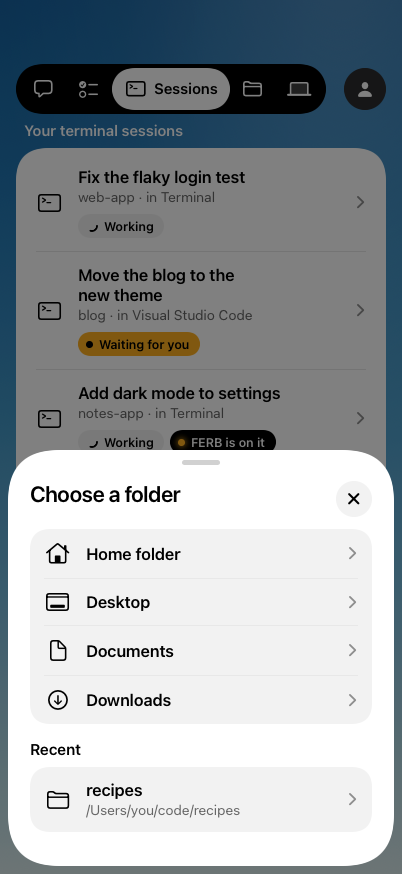 Sessions
Your terminal sessions
Fix the flaky login test
web-app · in Terminal
Working
Move the blog to the
new theme
blog · in Visual Studio Code
Waiting for you
Add dark mode to settings
notes-app · in Terminal
Working
FERB is on it
Choose a folder
Home folder
Desktop
Documents
Downloads
Recent
recipes
/Users/you/code/recipes